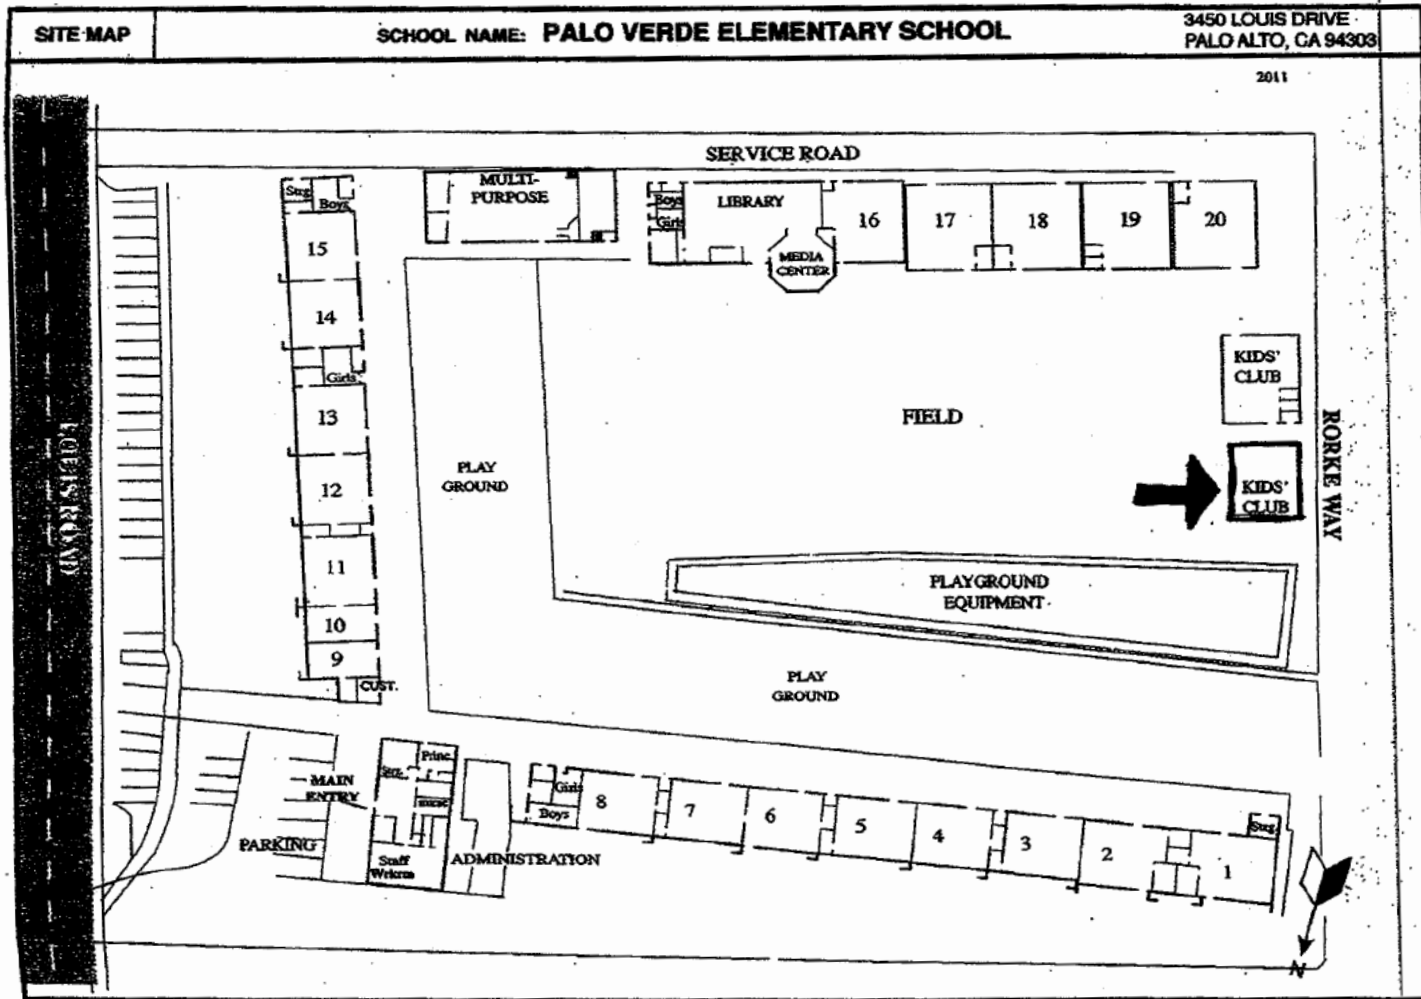 SITE MAP
SCHOOL NAME: PALO VERDE ELEMENTARY SCHOOL
3450 LOUIS DRIVE
PALO ALTO, CA 94303
2011
SERVICE ROAD
Strg
Boys
MULTI-
PURPOSE
Boys
Girls
LIBRARY
MEDIA
CENTER
16
17
18
19
20
15
14
Girls
13
12
11
10
9
CUST.
PLAY
GROUND
FIELD
KIDS'
CLUB
KIDS'
CLUB
RORKE WAY
PLAYGROUND
EQUIPMENT
PLAY
GROUND
MAIN
ENTRY
PARKING
Princ.
Strg.
nurse
Staff
Wrkrm
ADMINISTRATION
Girls
Boys
8
7
6
5
4
3
2
1
Strg
N